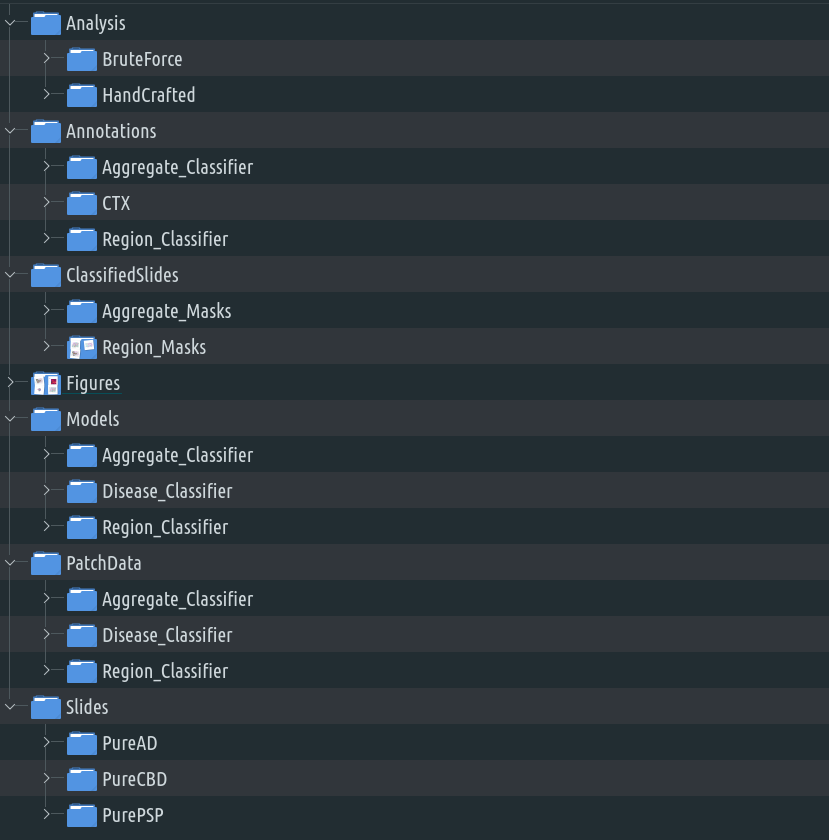 Analysis
BruteForce
HandCrafted
Annotations
Aggregate_Classifier
CTX
Region_Classifier
ClassifiedSlides
Aggregate_Masks
Region_Masks
Figures
Models
Aggregate_Classifier
Disease_Classifier
Region_Classifier
PatchData
Aggregate_Classifier
Disease_Classifier
Region_Classifier
Slides
PureAD
PureCBD
PurePSP